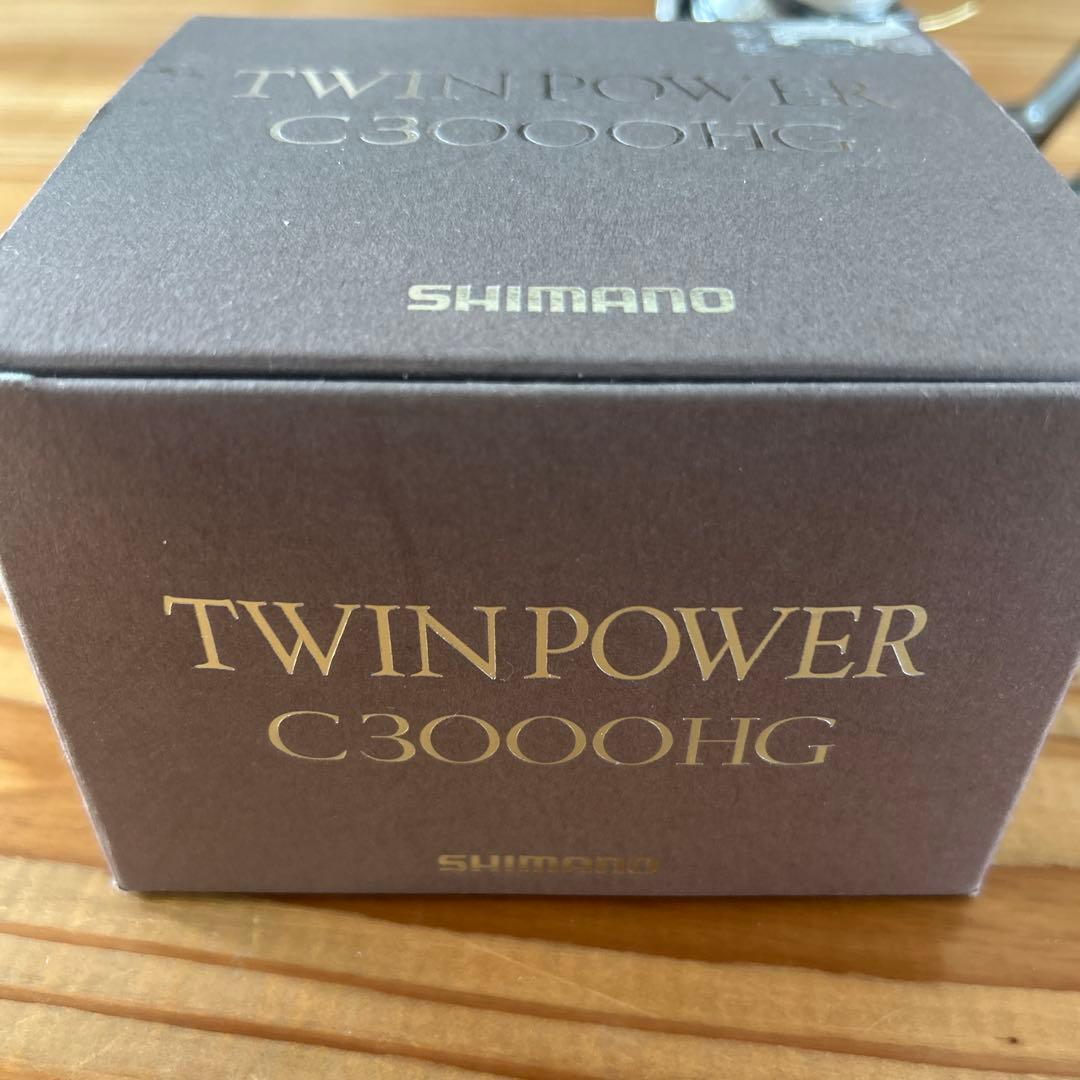 TWIN POWER
C3000HG
SHIMANO
TWIN POWER
C3000HG
SHIMANO